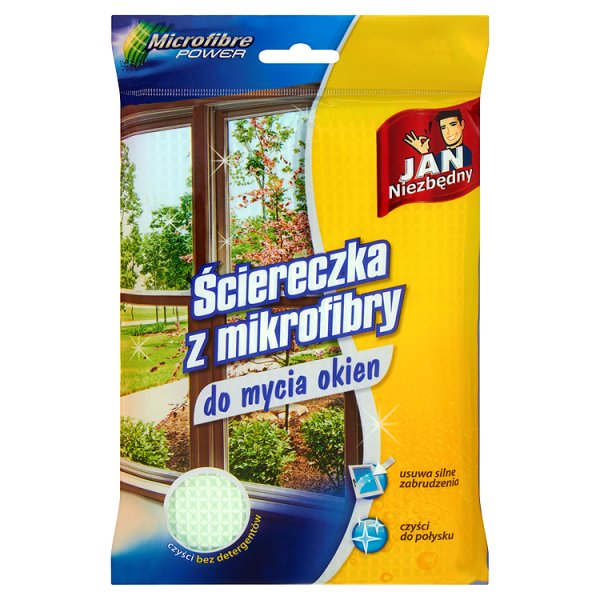 Microfibre
POWER
JAN
Niezbędny
Ściereczka
z mikrofibry
do mycia okien
usuwa silne
zabrudzenia
czyści
do połysku
czyści bez detergentów